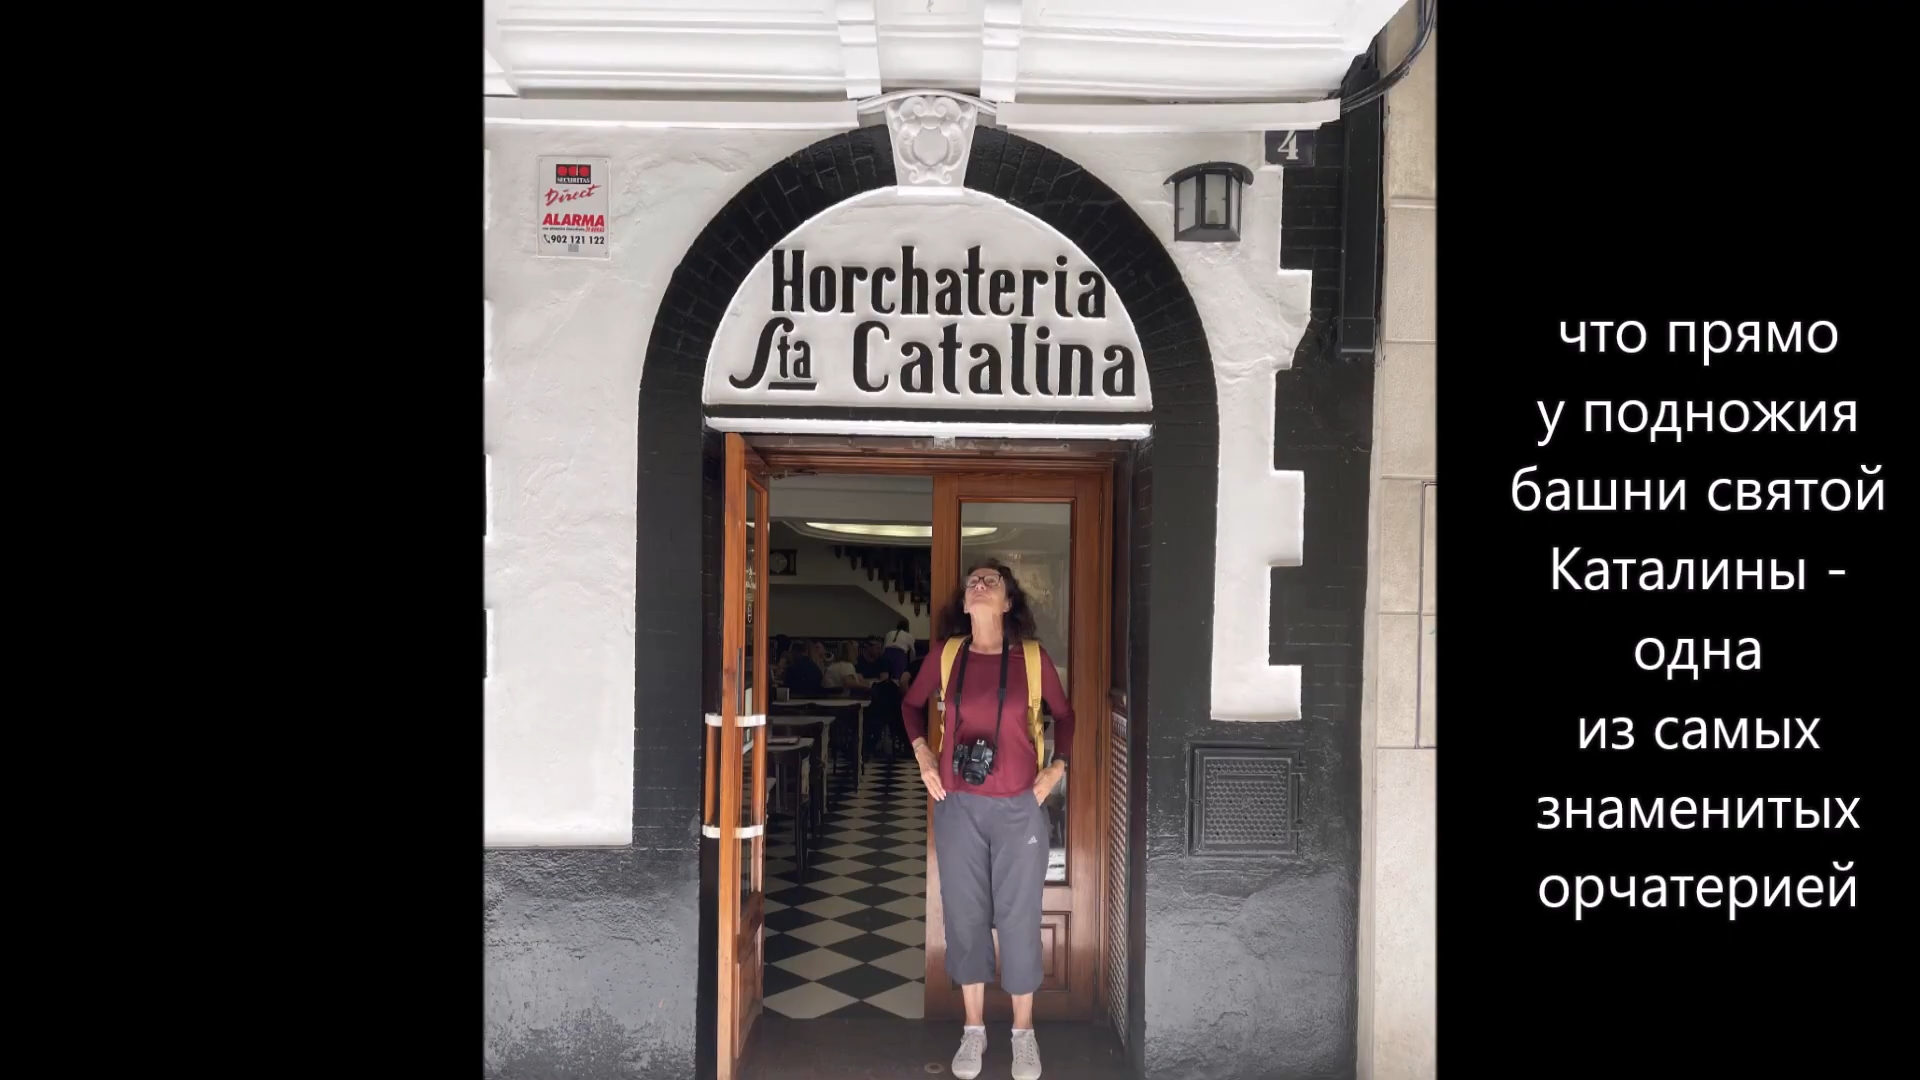 4
SECURITAS
Direct
ALARMA
902 121 122
Horchateria
Sta Catalina
что прямо
у подножия
башни святой
Каталины -
одна
из самых
знаменитых
орчатерией